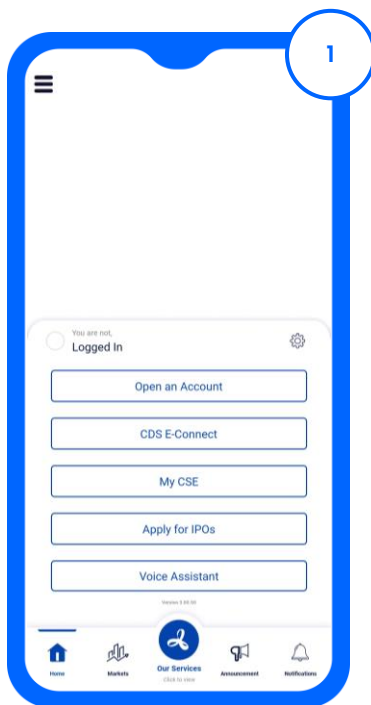 1
You are not,
Logged In
Open an Account
CDS E-Connect
My CSE
Apply for IPOs
Voice Assistant
Home
Markets
Our Services
Click to view
Announcement
Notifications